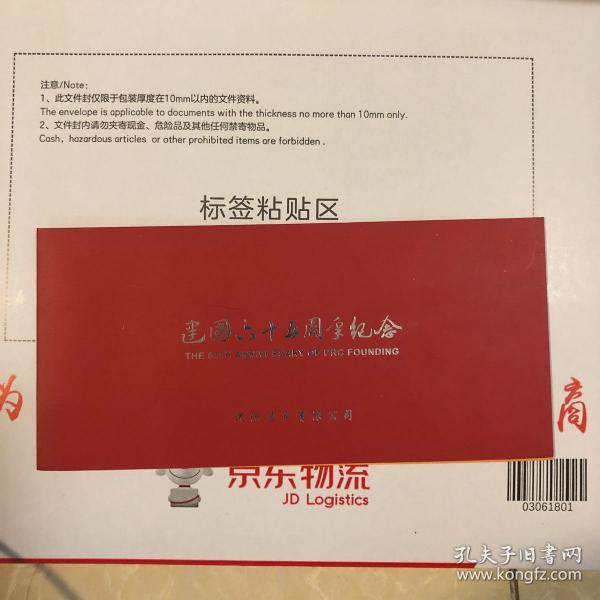 注意/Note:
1、此文件封仅限于包装厚度在10mm以内的文件资料。
The envelope is applicable to documents with the thickness no more than 10mm only.
2、文件封内请勿夹寄现金、危险品及其他任何禁寄物品。
Cash, hazardous articles or other prohibited items are forbidden .
标签粘贴区
建國六十五周年纪念
THE 65TH ANNIVERSARY OF PRC FOUNDING
有限公司
为
商
京东物流
JD Logistics
03061801
孔夫子旧书网
www.kongfz.com